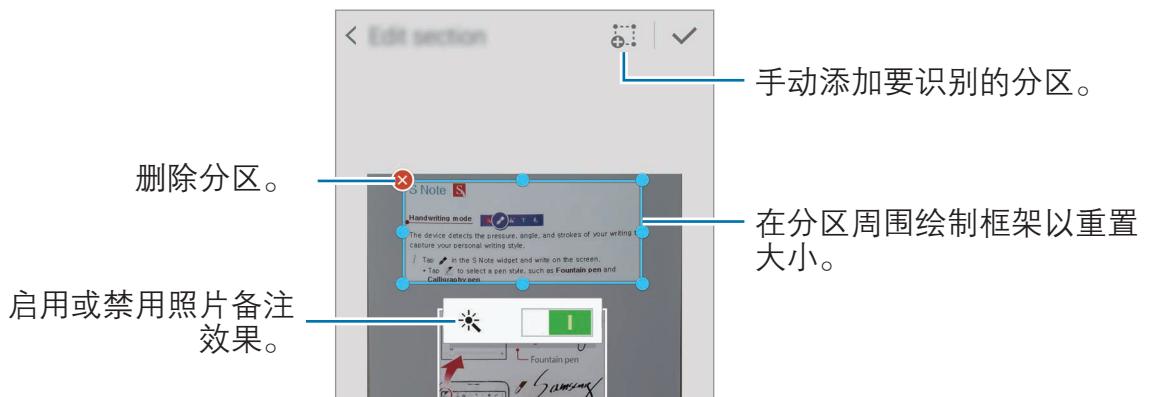 Edit section
手动添加要识别的分区。
删除分区。
S Note S
Handwriting mode
The device detects the pressure, angle, and strokes of your writing t
capture your personal writing style.
1 Tap in the S Note widget and write on the screen.
• Tap to select a pen style, such as Fountain pen and
Calligraphy pen
在分区周围绘制框架以重置
大小。
启用或禁用照片备注
效果。
Fountain pen
Samsung